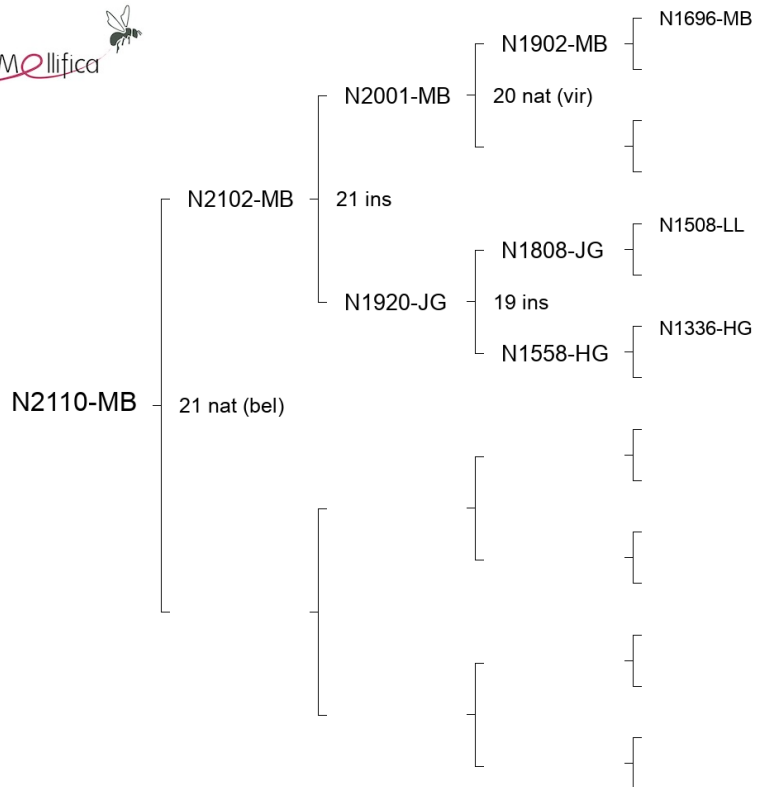 Mellifica
N1696-MB
N1902-MB
N2001-MB
20 nat (vir)
N2102-MB
21 ins
N1508-LL
N1808-JG
N1920-JG
19 ins
N1336-HG
N1558-HG
N2110-MB
21 nat (bel)